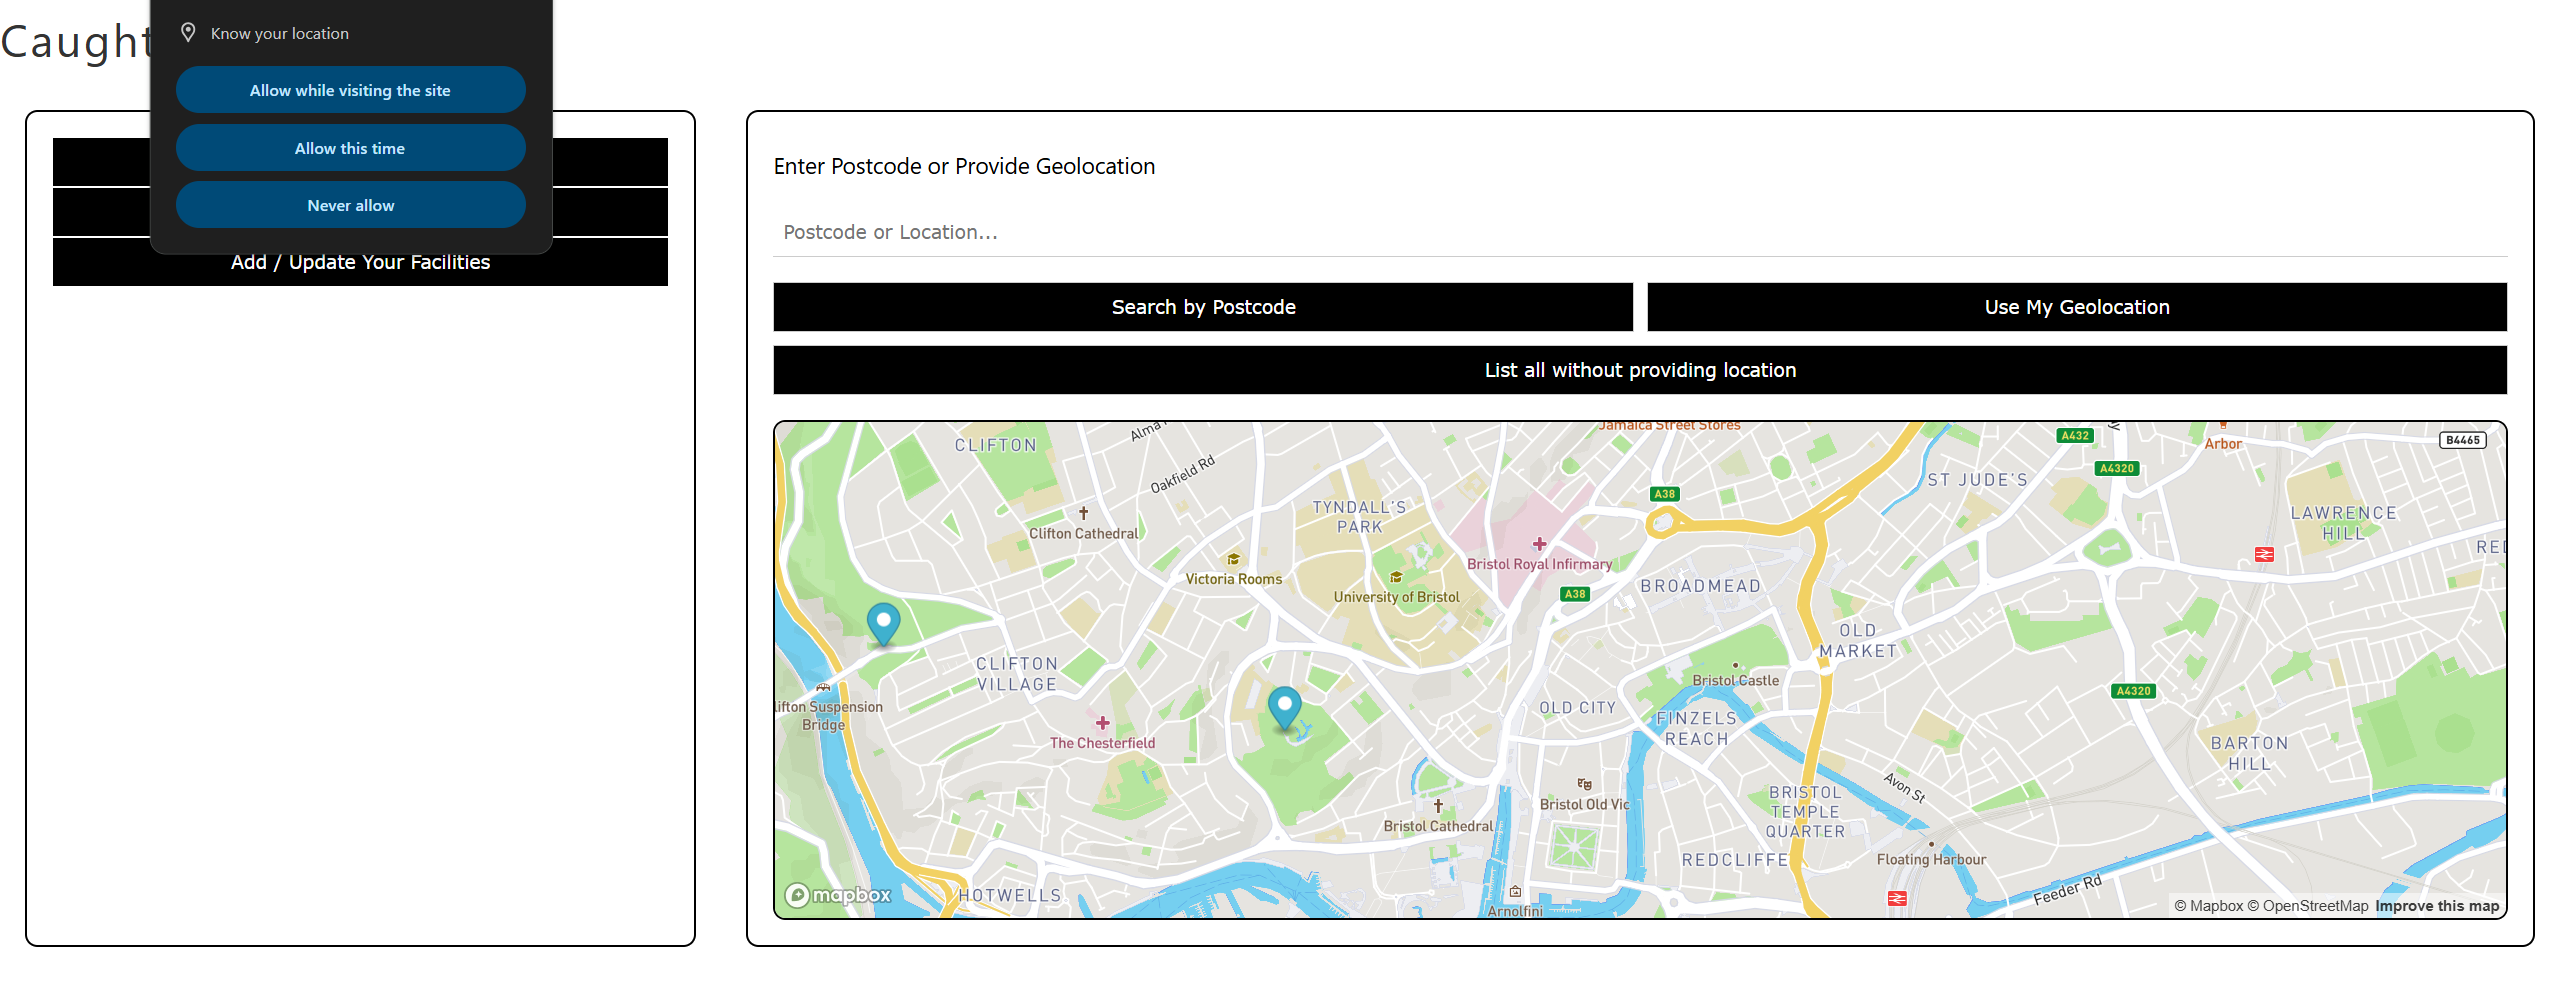 Caught
Know your location
Allow while visiting the site
Allow this time
Never allow
Add / Update Your Facilities
Enter Postcode or Provide Geolocation
Postcode or Location...
Search by Postcode
Use My Geolocation
List all without providing location
CLIFTON
Alma
Oakfield Rd
Jamaica Street Stores
A432
Arbor
B4465
A4320
ST JUDE'S
A38
TYNDALL'S
PARK
Clifton Cathedral
LAWRENCE
HILL
RED
Bristol Royal Infirmary
Victoria Rooms
University of Bristol
A38
BROADMEAD
OLD
MARKET
CLIFTON
VILLAGE
Bristol Castle
A4320
lifton Suspension
Bridge
OLD CITY
FINZELS
REACH
The Chesterfield
BARTON
HILL
Avon St
BRISTOL
TEMPLE
QUARTER
Bristol Old Vic
Bristol Cathedral
REDCLIFFE
Floating Harbour
Feeder Rd
HOTWELLS
mapbox
Arnolfini
© Mapbox © OpenStreetMap Improve this map